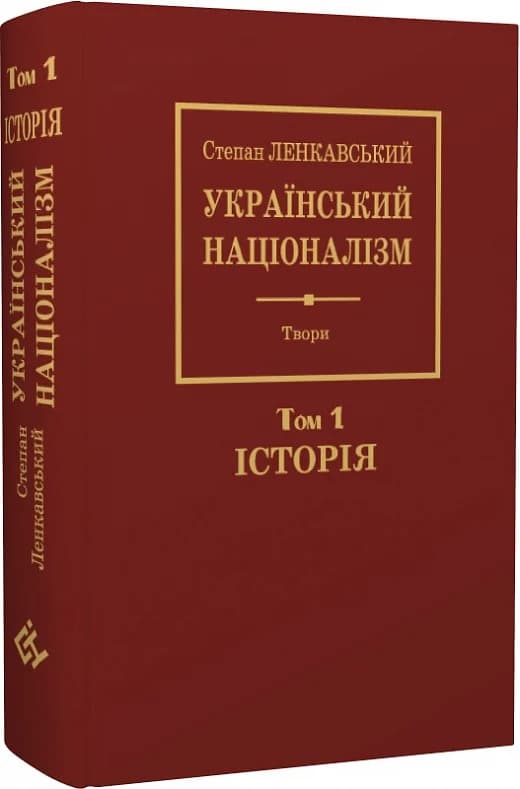 Степан ЛЕНКАВСЬКИЙ
УКРАЇНСЬКИЙ
НАЦІОНАЛІЗМ
Твори
Том 1
ІСТОРІЯ
Том 1
ІСТОРІЯ
УКРАЇНСЬКИЙ
НАЦІОНАЛІЗМ
Степан
Ленкавський